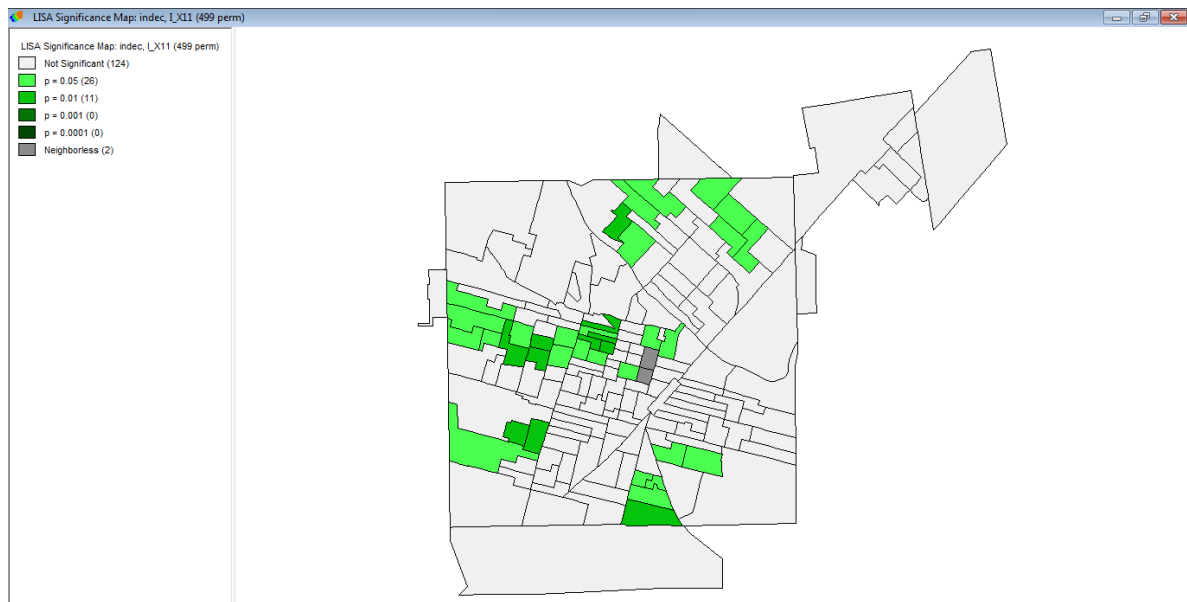 LISA Significance Map: indec, I_X11 (499 perm)
LISA Significance Map: indec, I_X11 (499 perm)
Not Significant (124)
p = 0.05 (26)
p = 0.01 (11)
p = 0.001 (0)
p = 0.0001 (0)
Neighborless (2)